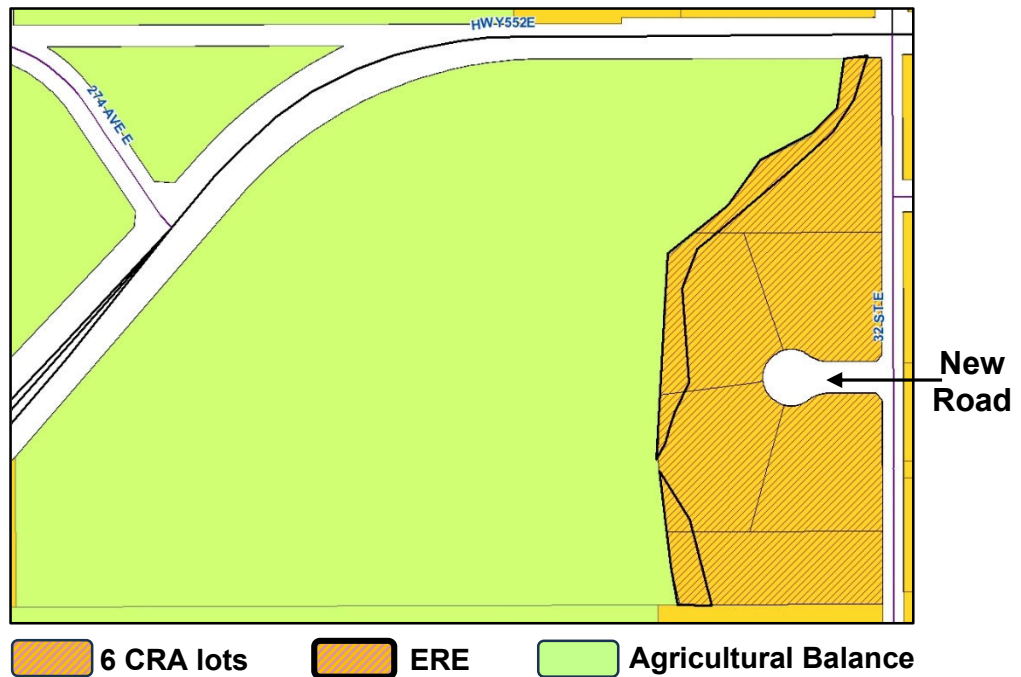 HWY552E
274 AVE E
32 ST E
New
Road
6 CRA lots
ERE
Agricultural Balance